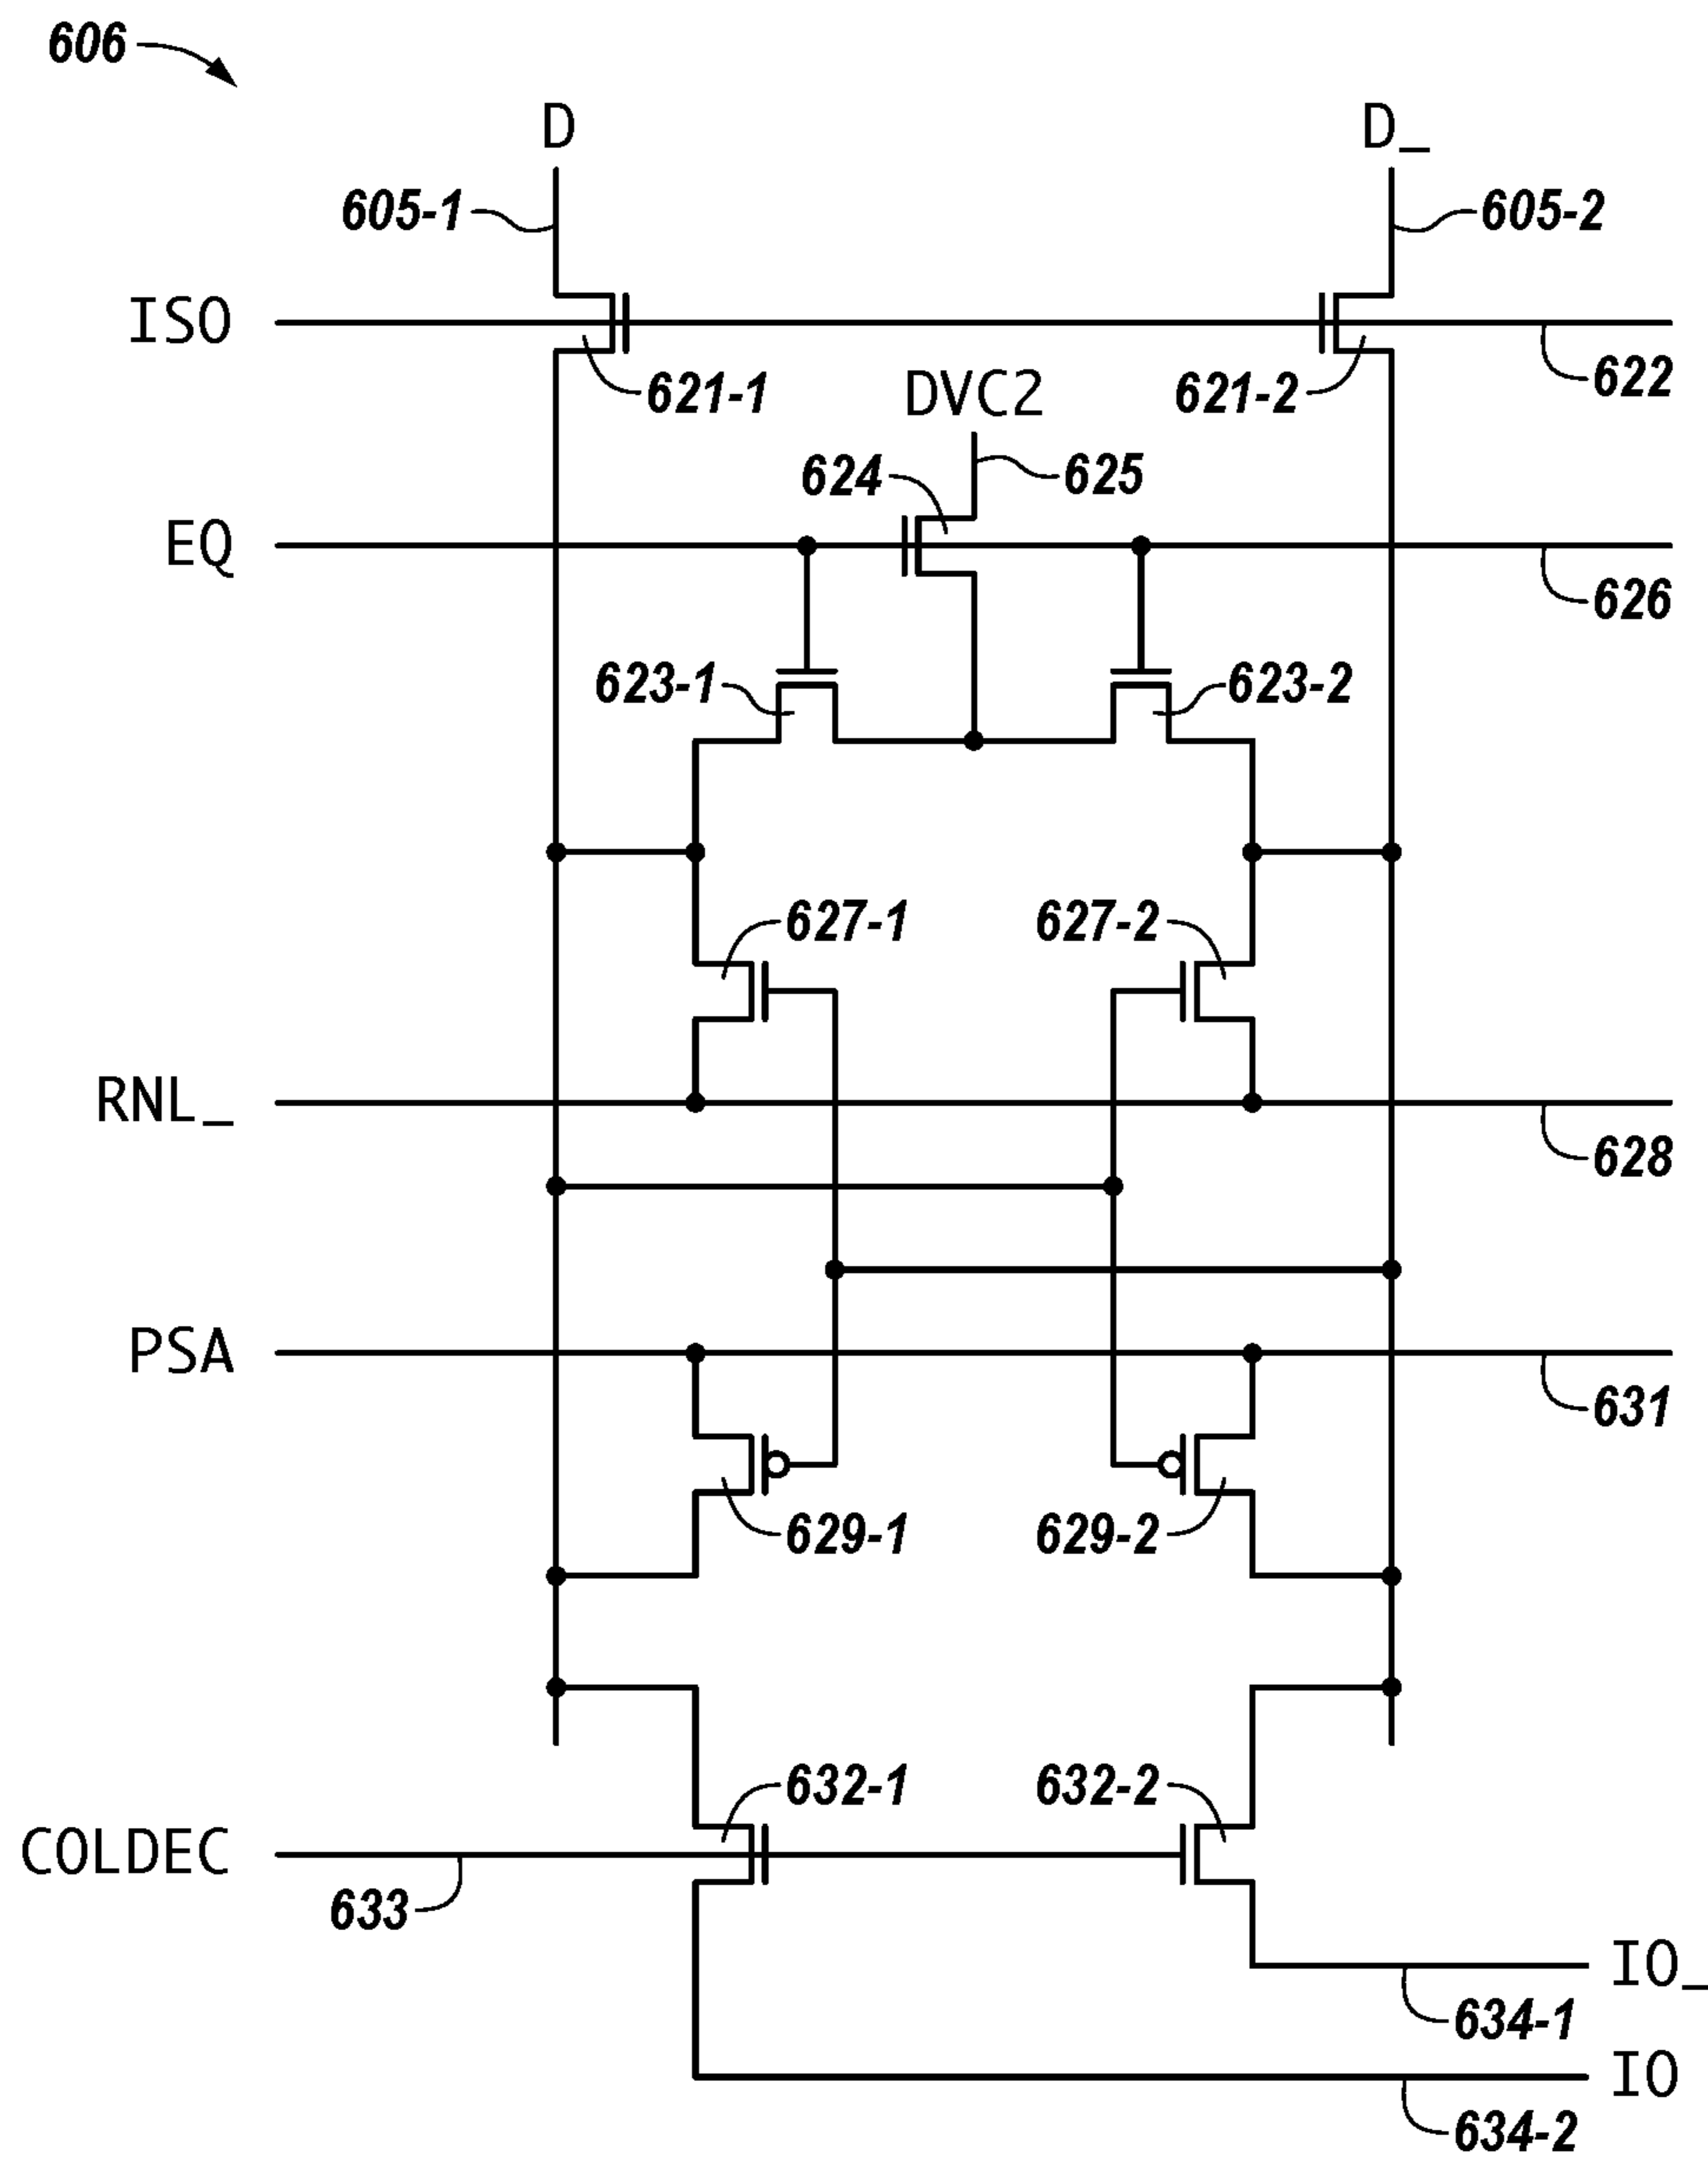 606
D D_
605-1 605-2
ISO
621-1 621-2 622
DVC2
624 625
EQ
626
623-1 623-2
627-1 627-2
RNL_
628
PSA
631
629-1 629-2
632-1 632-2
COLDEC
633
IO_
634-1
IO
634-2